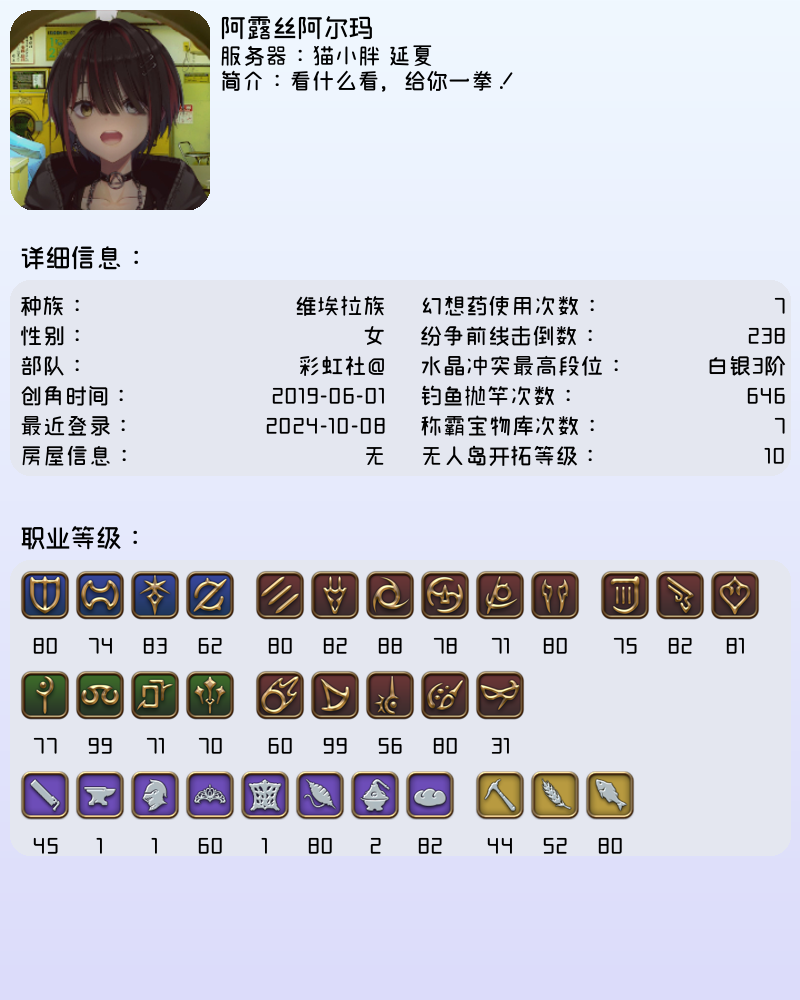 阿露丝阿尔玛
服务器：猫小胖 延夏
简介：看什么看，给你一拳！
详细信息：
种族： 维埃拉族 幻想药使用次数： 7
性别： 女 纷争前线击倒数： 238
部队： 彩虹社@ 水晶冲突最高段位： 白银3阶
创角时间： 2019-06-01 钓鱼抛竿次数： 646
最近登录： 2024-10-08 称霸宝物库次数： 7
房屋信息： 无 无人岛开拓等级： 10
职业等级：
80 74 83 62 80 82 88 78 71 80 75 82 81
77 99 71 70 60 99 56 80 31
45 1 1 60 1 80 2 82 44 52 80